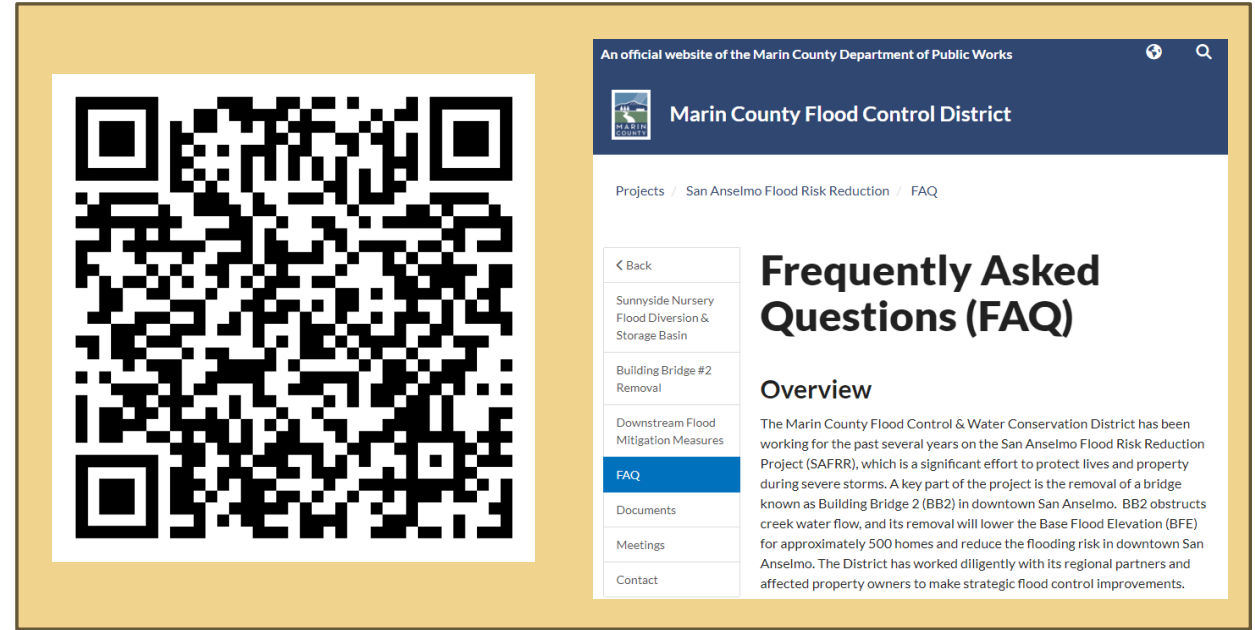 An official website of the Marin County Department of Public Works
MARIN
COUNTY
Marin County Flood Control District
Projects / San Anselmo Flood Risk Reduction / FAQ
Back
Sunnyside Nursery
Flood Diversion &
Storage Basin
Building Bridge #2
Removal
Downstream Flood
Mitigation Measures
FAQ
Documents
Meetings
Contact
Frequently Asked
Questions (FAQ)
Overview
The Marin County Flood Control & Water Conservation District has been
working for the past several years on the San Anselmo Flood Risk Reduction
Project (SAFRR), which is a significant effort to protect lives and property
during severe storms. A key part of the project is the removal of a bridge
known as Building Bridge 2 (BB2) in downtown San Anselmo.  BB2 obstructs
creek water flow, and its removal will lower the Base Flood Elevation (BFE)
for approximately 500 homes and reduce the flooding risk in downtown San
Anselmo. The District has worked diligently with its regional partners and
affected property owners to make strategic flood control improvements.